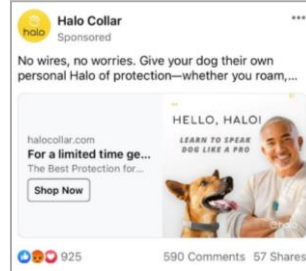 halo
Halo Collar
Sponsored
No wires, no worries. Give your dog their own
personal Halo of protection—whether you roam,...
HELLO, HALO!
LEARN TO SPEAK
DOG LIKE A PRO
halocollar.com
For a limited time ge...
The Best Protection for...
Shop Now
halo
925
590 Comments 57 Shares